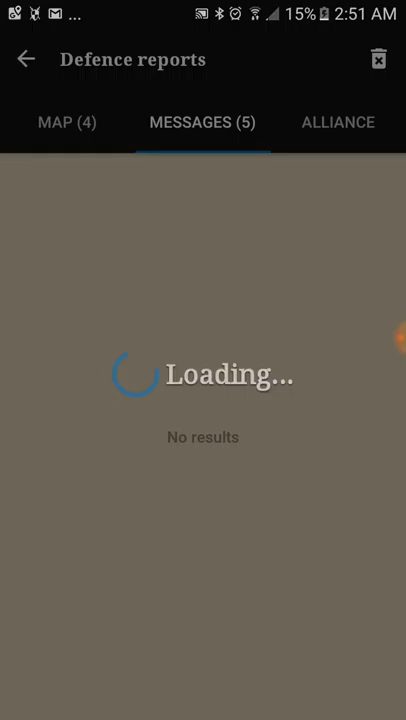 ... 15% 2:51 AM
Defence reports
MAP (4) MESSAGES (5) ALLIANCE
Loading...
No results